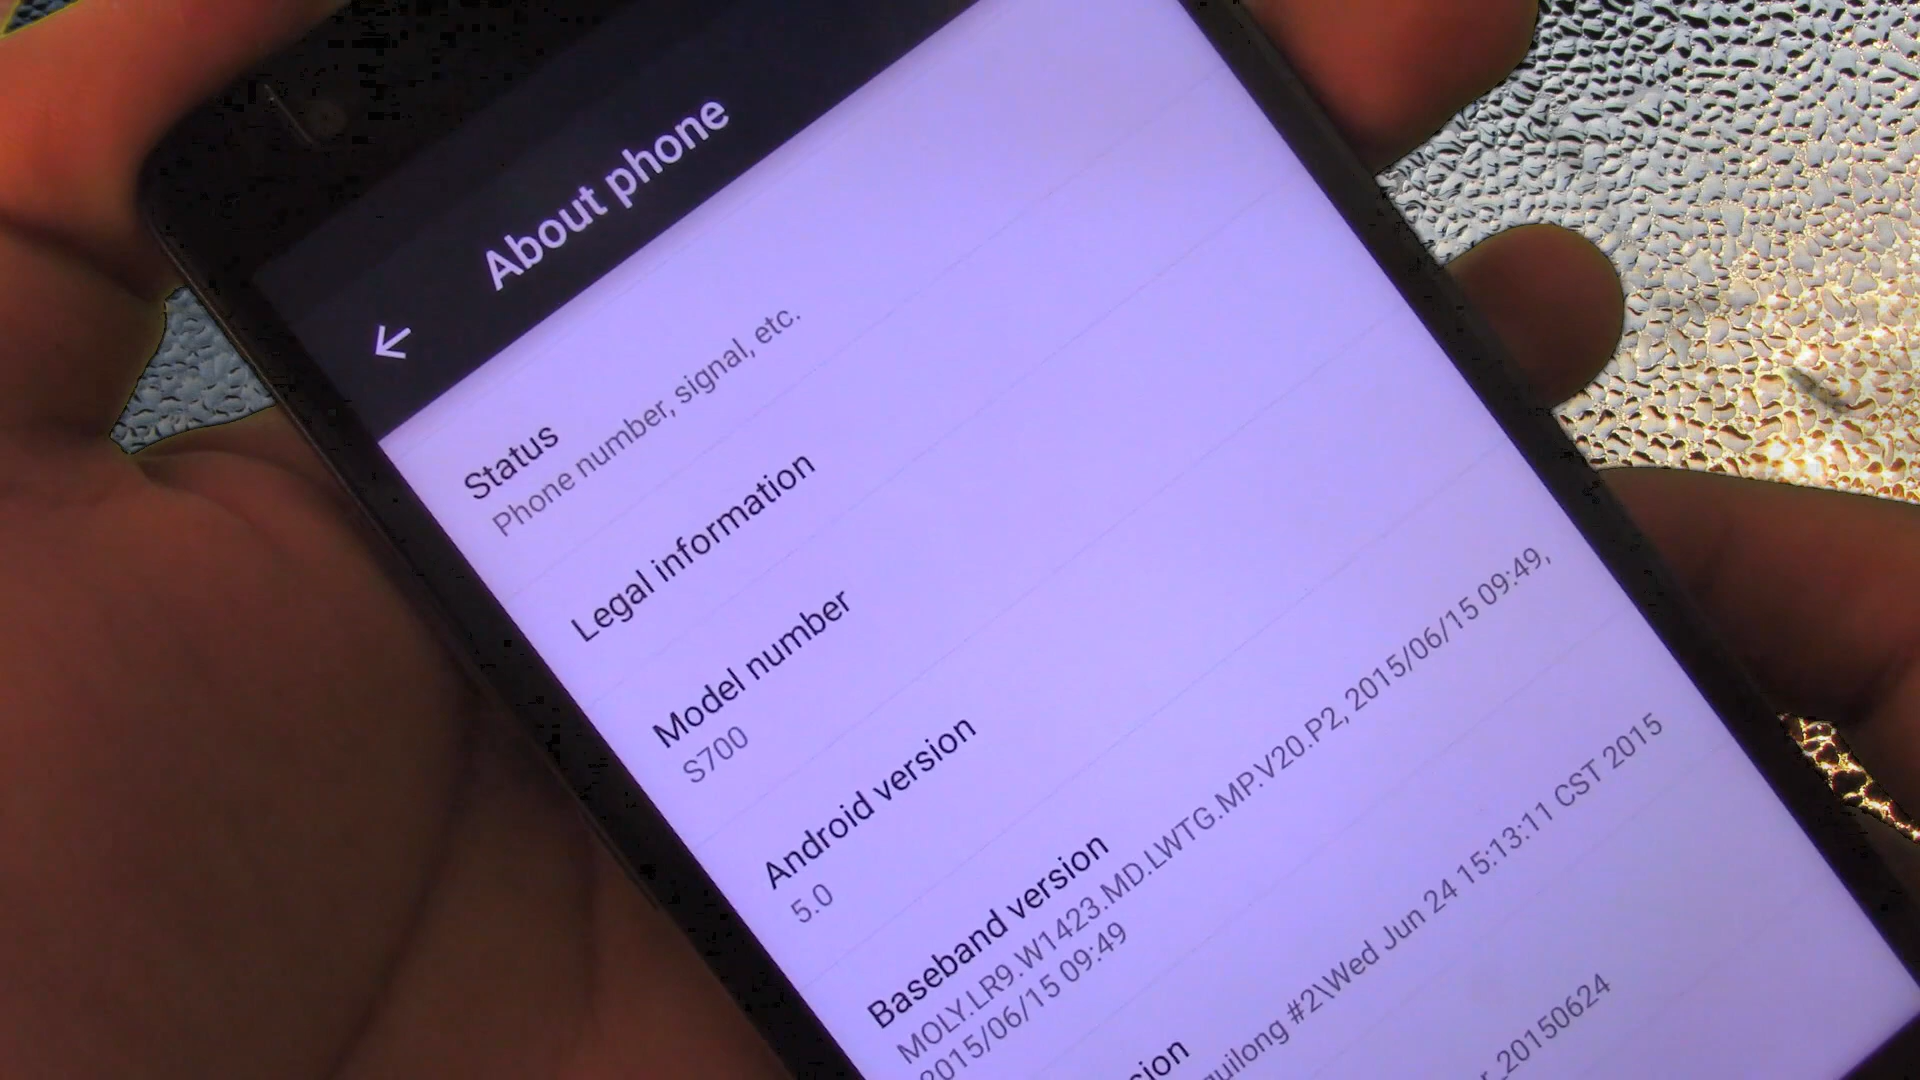 About phone
Status
Phone number, signal, etc.
Legal information
Model number
S700
Android version
5.0
Baseband version
MOLY.LR9.W1423.MD.LWTG.MP.V20.P2, 2015/06/15 09:49,
2015/06/15 09:49
#2\Wed Jun 24 15:13:11 CST 2015